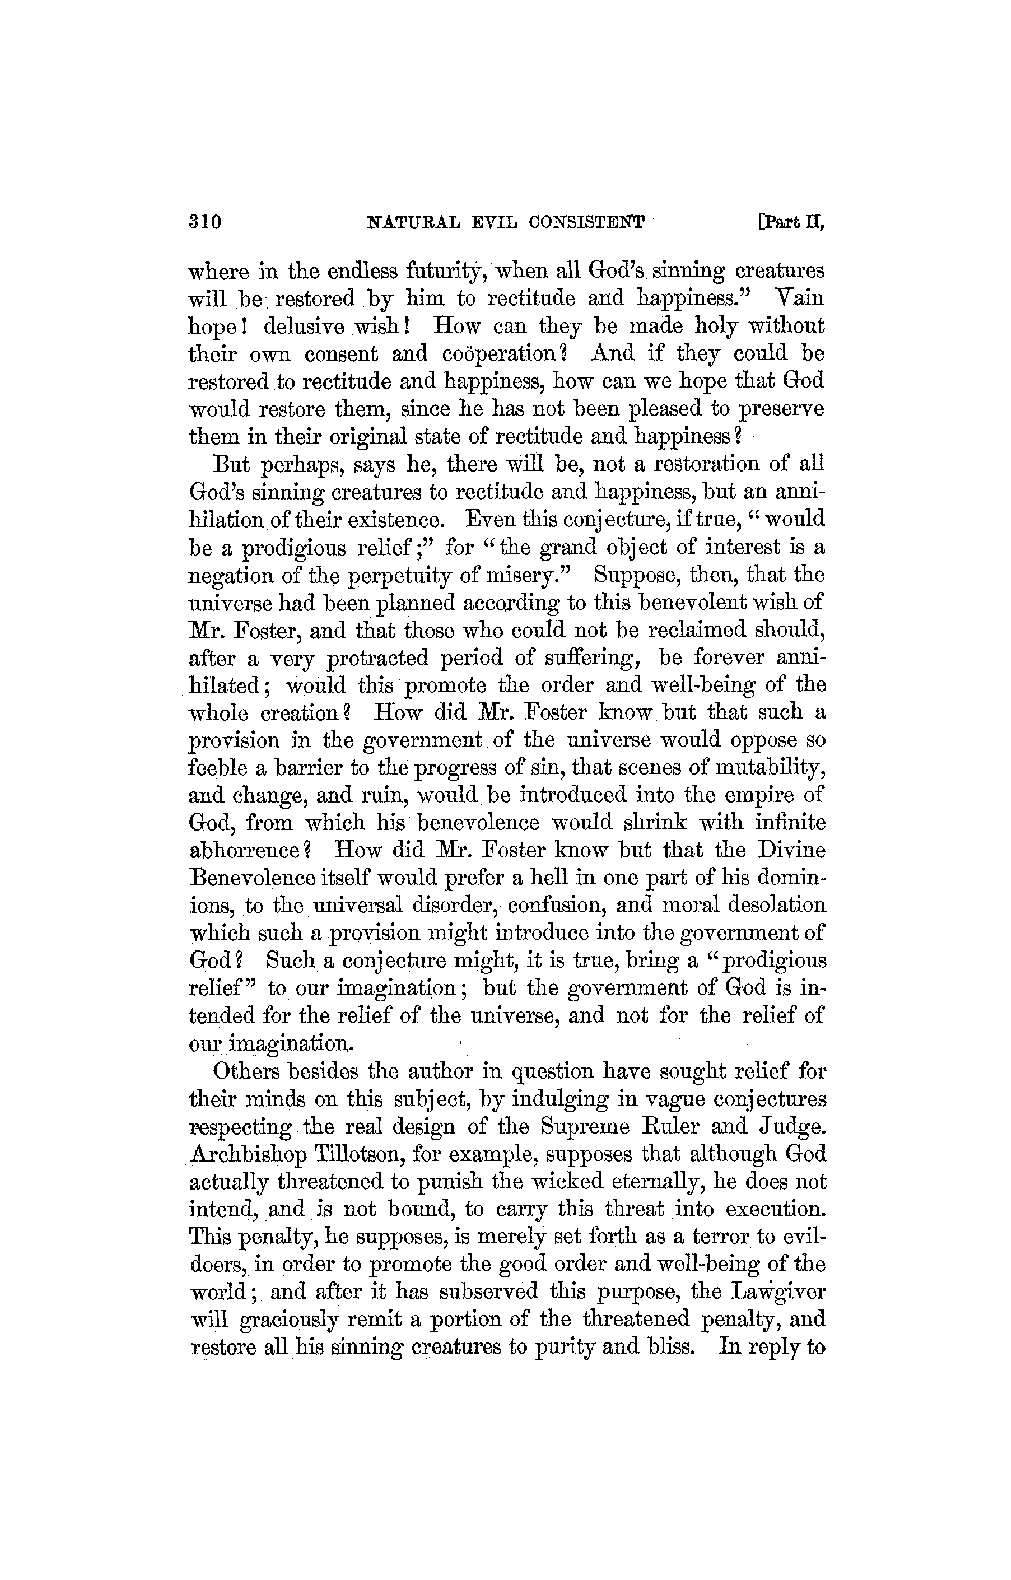 310 NATURAL EVIL CONSISTENT [Part II,
where in the endless futurity, when all God's sinning creatures
will be restored by him to rectitude and happiness." Vain
hope! delusive wish! How can they be made holy without
their own consent and coöperation? And if they could be
restored to rectitude and happiness, how can we hope that God
would restore them, since he has not been pleased to preserve
them in their original state of rectitude and happiness?
But perhaps, says he, there will be, not a restoration of all
God's sinning creatures to rectitude and happiness, but an anni-
hilation of their existence. Even this conjecture, if true, "would
be a prodigious relief;" for "the grand object of interest is a
negation of the perpetuity of misery." Suppose, then, that the
universe had been planned according to this benevolent wish of
Mr. Foster, and that those who could not be reclaimed should,
after a very protracted period of suffering, be forever anni-
hilated; would this promote the order and well-being of the
whole creation? How did Mr. Foster know but that such a
provision in the government of the universe would oppose so
feeble a barrier to the progress of sin, that scenes of mutability,
and change, and ruin, would be introduced into the empire of
God, from which his benevolence would shrink with infinite
abhorrence? How did Mr. Foster know but that the Divine
Benevolence itself would prefer a hell in one part of his domin-
ions, to the universal disorder, confusion, and moral desolation
which such a provision might introduce into the government of
God? Such a conjecture might, it is true, bring a "prodigious
relief" to our imagination; but the government of God is in-
tended for the relief of the universe, and not for the relief of
our imagination.
Others besides the author in question have sought relief for
their minds on this subject, by indulging in vague conjectures
respecting the real design of the Supreme Ruler and Judge.
Archbishop Tillotson, for example, supposes that although God
actually threatened to punish the wicked eternally, he does not
intend, and is not bound, to carry this threat into execution.
This penalty, he supposes, is merely set forth as a terror to evil-
doers, in order to promote the good order and well-being of the
world; and after it has subserved this purpose, the Lawgiver
will graciously remit a portion of the threatened penalty, and
restore all his sinning creatures to purity and bliss. In reply to